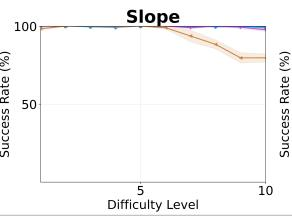 Slope
100
50
Success Rate (%)
5
10
Difficulty Level
Success Rate (%)